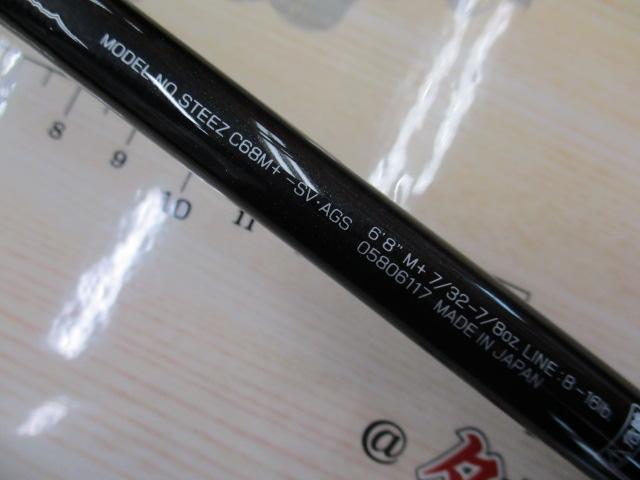 MODEL NO. STEEZ C68M+-SV·AGS 6'8" M+ 7/32-7/8oz. LINE:8-16lb.
05806117 MADE IN JAPAN
8 9 10 11
@